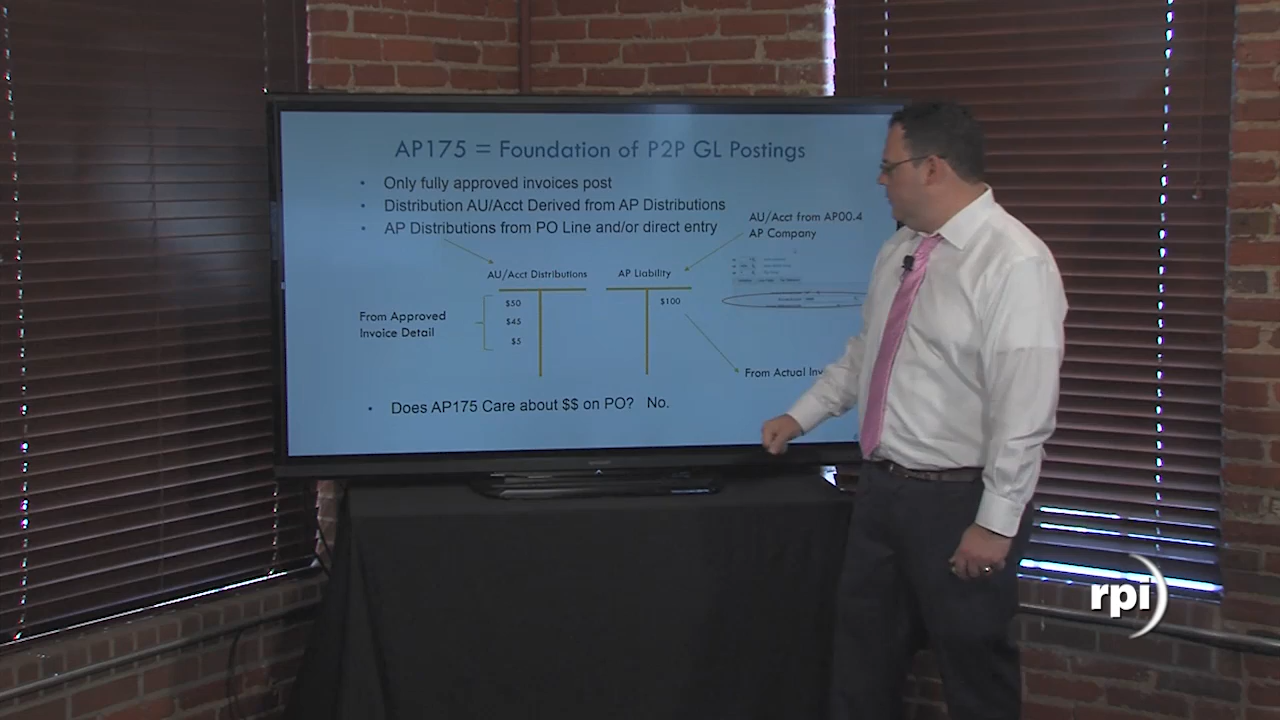 AP175 = Foundation of P2P GL Postings
• Only fully approved invoices post
• Distribution AU/Acct Derived from AP Distributions
• AP Distributions from PO Line and/or direct entry
AU/Acct from AP00.4
AP Company
AU/Acct Distributions
AP Liability
$50
$45
$5
$100
From Approved
Invoice Detail
From Actual
• Does AP175 Care about $$ on PO? No.
rpi